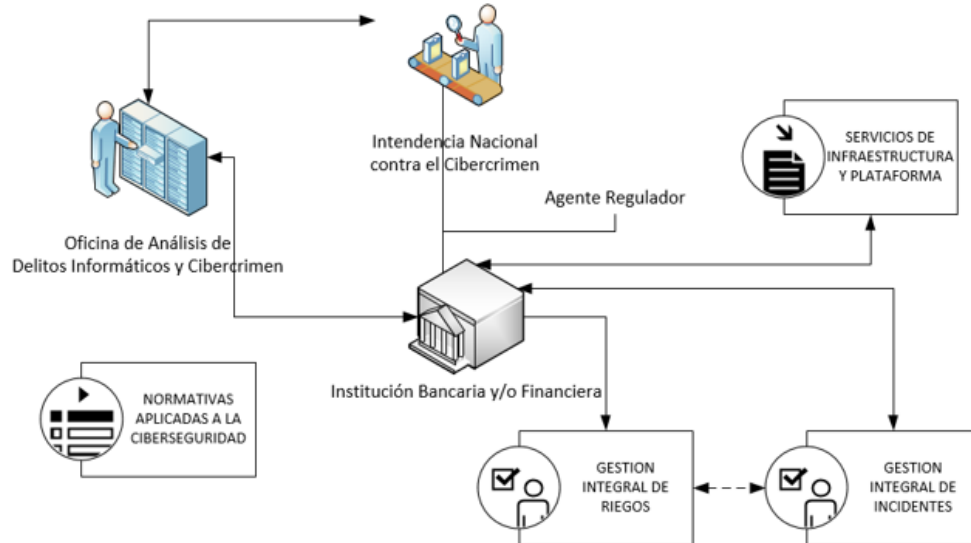 Intendencia Nacional
contra el Cibercrimen
SERVICIOS DE
INFRAESTRUCTURA
Y PLATAFORMA
Agente Regulador
Oficina de Análisis de
Delitos Informáticos y Cibercrimen
Institución Bancaria y/o Financiera
NORMATIVAS
APLICADAS A LA
CIBERSEGURIDAD
GESTION
INTEGRAL DE
RIEGOS
GESTION
INTEGRAL DE
INCIDENTES